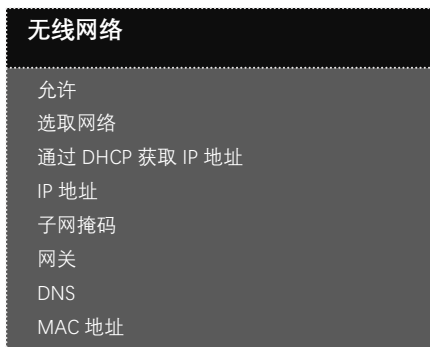 无线网络
允许
选取网络
通过 DHCP 获取 IP 地址
IP 地址
子网掩码
网关
DNS
MAC 地址